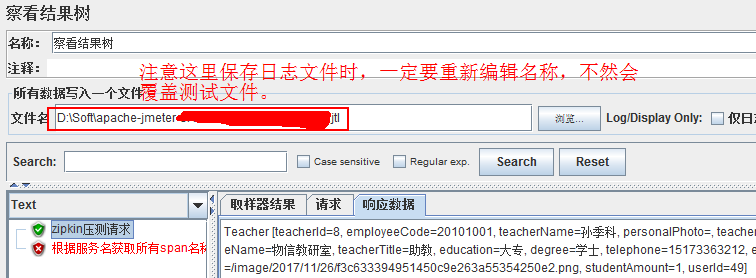 察看结果树
名称： 察看结果树
注释：
注意这里保存日志文件时，一定要重新编辑名称，不然会
覆盖测试文件。
所有数据写入一个文件
文件名 D:\Soft\apache-jmeter jtl 浏览... Log/Display Only: 仅日
Search: Case sensitive Regular exp. Search Reset
Text
取样器结果 请求 响应数据
zipkin压测请求
根据服务名获取所有span名称
Teacher [teacherId=8, employeeCode=20101001, teacherName=孙季科, personalPhoto=, teacher
eName=物信教研室, teacherTitle=助教, education=大专, degree=学士, telephone=15173363212, e
=/image/2017/11/26/f3c633394951450c9e263a55354250e2.png, studentAmount=1, userId=48]